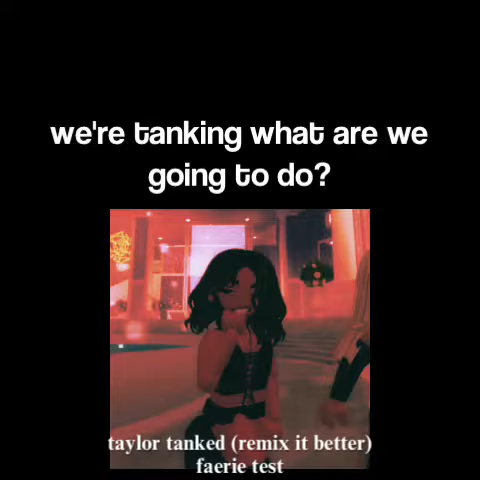 we're tanking what are we
going to do?
taylor tanked (remix it better)
faerie test